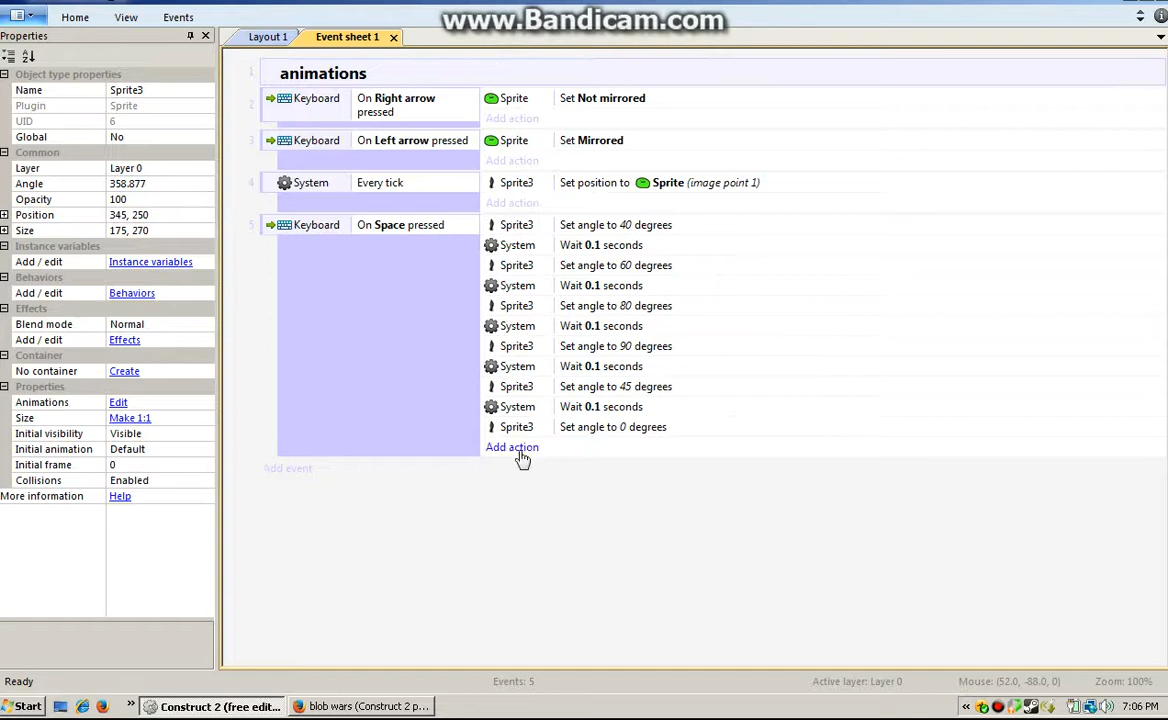 www.Bandicam.com
Home View Events
Properties
Layout 1 Event sheet 1
Object type properties
Name Sprite3
Plugin Sprite
UID 6
Global No
Common
Layer Layer 0
Angle 358.877
Opacity 100
Position 345, 250
Size 175, 270
Instance variables
Add / edit Instance variables
Behaviors
Add / edit Behaviors
Effects
Blend mode Normal
Add / edit Effects
Container
No container Create
Properties
Animations Edit
Size Make 1:1
Initial visibility Visible
Initial animation Default
Initial frame 0
Collisions Enabled
More information Help
1 animations
2 Keyboard On Right arrow pressed Sprite Set Not mirrored
Add action
3 Keyboard On Left arrow pressed Sprite Set Mirrored
Add action
4 System Every tick Sprite3 Set position to Sprite (image point 1)
Add action
5 Keyboard On Space pressed Sprite3 Set angle to 40 degrees
System Wait 0.1 seconds
Sprite3 Set angle to 60 degrees
System Wait 0.1 seconds
Sprite3 Set angle to 80 degrees
System Wait 0.1 seconds
Sprite3 Set angle to 90 degrees
System Wait 0.1 seconds
Sprite3 Set angle to 45 degrees
System Wait 0.1 seconds
Sprite3 Set angle to 0 degrees
Add action
Add event
Ready Events: 5 Active layer: Layer 0 Mouse: (52.0, -88.0, 0) Zoom: 100%
Start Construct 2 (free edit... blob wars (Construct 2 p... 7:06 PM